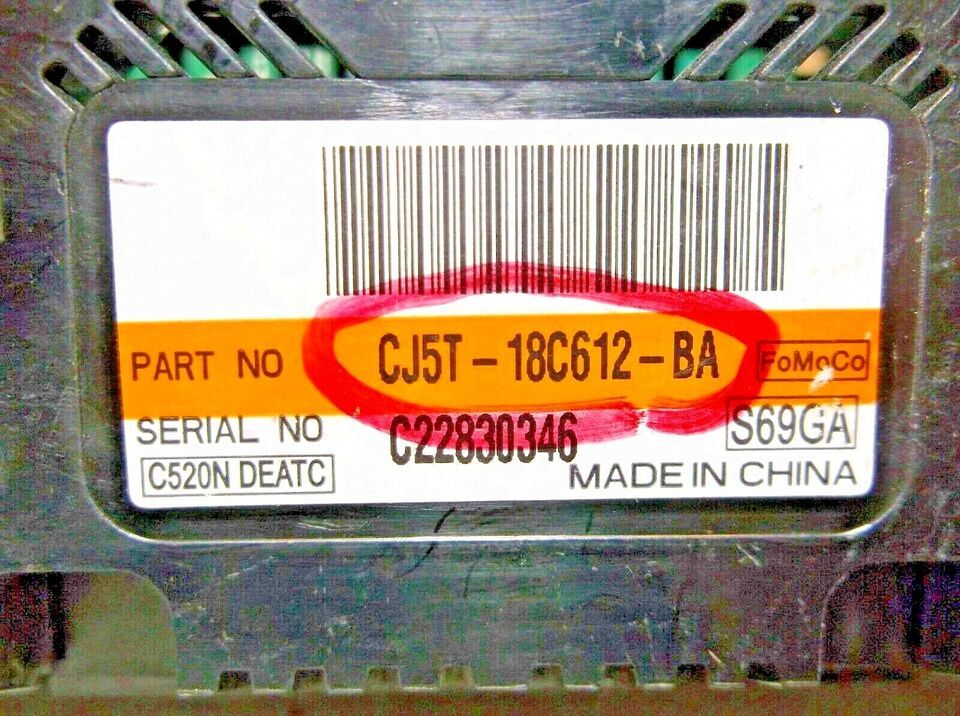 PART NO CJ5T-18C612-BA FoMoCo
SERIAL NO C22830346 S69GA
C520N DEATC MADE IN CHINA